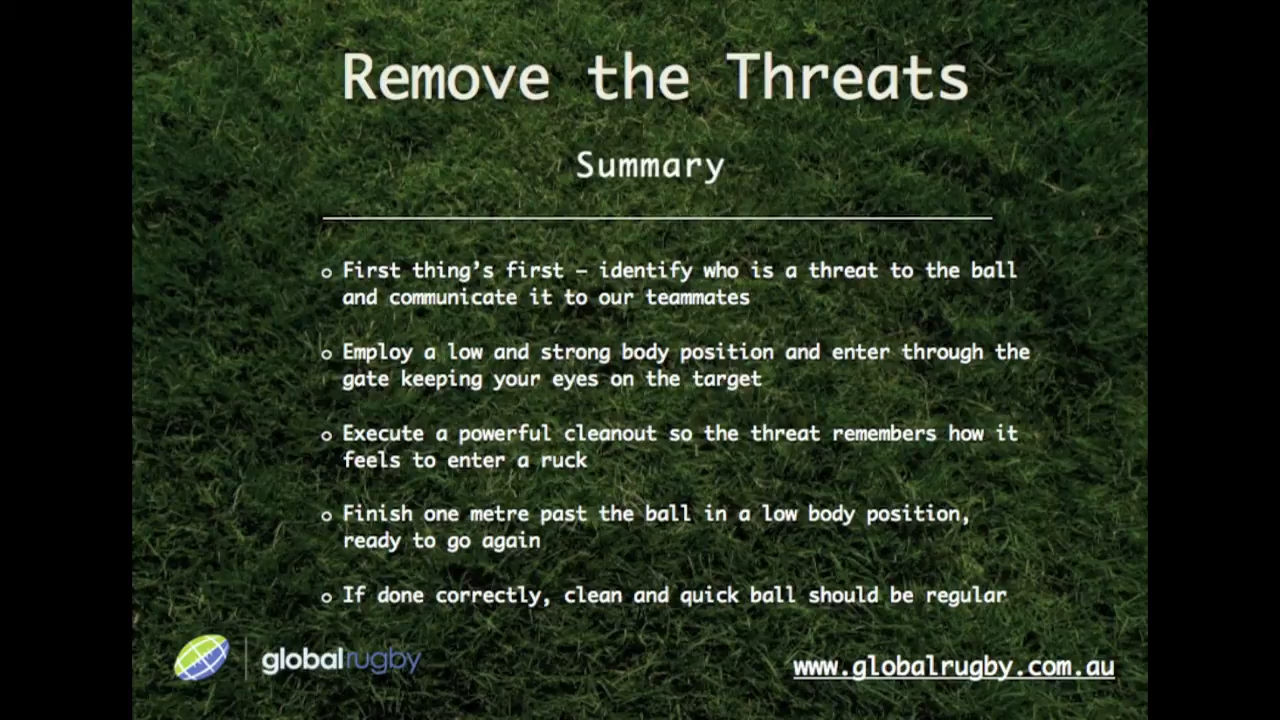 Remove the Threats
Summary
First thing’s first – identify who is a threat to the ball
and communicate it to our teammates
Employ a low and strong body position and enter through the
gate keeping your eyes on the target
Execute a powerful cleanout so the threat remembers how it
feels to enter a ruck
Finish one metre past the ball in a low body position,
ready to go again
If done correctly, clean and quick ball should be regular
globalrugby
www.globalrugby.com.au